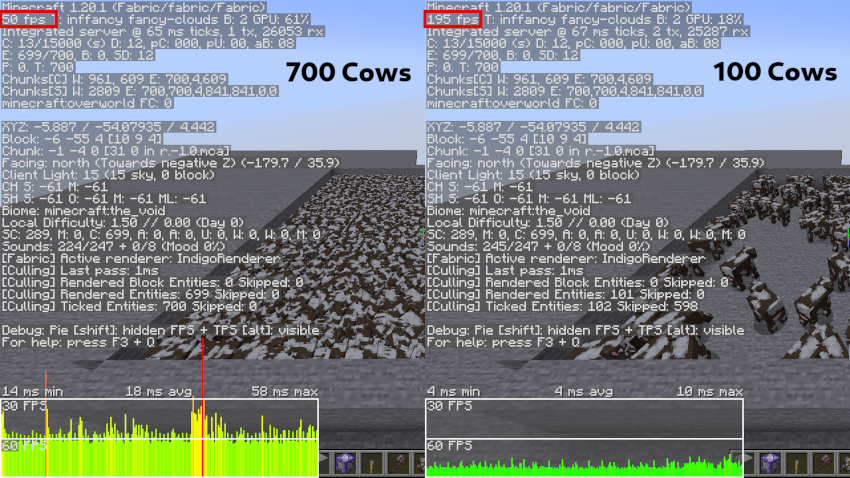 Minecraft 1.20.1 (Fabric/fabric/Fabric)
50 fps T: inffancy fancy-clouds B: 2 GPU: 61%
Integrated server @ 65 ms ticks, 1 tx, 26053 rx
C: 13/15000 (s) D: 12, pC: 000, pU: 00, aB: 08
E: 699/700, B: 0, SD: 12
P: 0. T: 700
700 Cows
Chunks[C] W: 961, 609 E: 700,4,609
Chunks[S] W: 2809 E: 700,700,4,841,841,0,0
minecraft:overworld FC: 0
XYZ: -5.887 / -54.07935 / 4.442
Block: -6 -55 4 [10 9 4]
Chunk: -1 -4 0 [31 0 in r.-1.0.mca]
Facing: north (Towards negative Z) (-179.7 / 35.9)
Client Light: 15 (15 sky, 0 block)
CH S: -61 M: -61
SH S: -61 O: -61 M: -61 ML: -61
Biome: minecraft:the_void
Local Difficulty: 1.50 // 0.00 (Day 0)
SC: 289, M: 0, C: 699, A: 0, A: 0, U: 0, W: 0, W: 0, M: 0
Sounds: 224/247 + 0/8 (Mood 0%)
[Fabric] Active renderer: IndigoRenderer
[Culling] Last pass: 1ms
[Culling] Rendered Block Entities: 0 Skipped: 0
[Culling] Rendered Entities: 699 Skipped: 0
[Culling] Ticked Entities: 700 Skipped: 0
Debug: Pie [shift]: hidden FPS + TPS [alt]: visible
For help: press F3 + Q
14 ms min 18 ms avg 58 ms max
30 FPS
60 FPS
Minecraft 1.20.1 (Fabric/fabric/Fabric)
195 fps T: inffancy fancy-clouds B: 2 GPU: 18%
Integrated server @ 67 ms ticks, 2 tx, 25287 rx
C: 13/15000 (s) D: 12, pC: 000, pU: 00, aB: 08
E: 699/700, B: 0, SD: 12
P: 0. T: 700
100 Cows
Chunks[C] W: 961, 609 E: 700,4,609
Chunks[S] W: 2809 E: 700,700,4,841,841,0,0
minecraft:overworld FC: 0
XYZ: -5.887 / -54.07935 / 4.442
Block: -6 -55 4 [10 9 4]
Chunk: -1 -4 0 [31 0 in r.-1.0.mca]
Facing: north (Towards negative Z) (-179.7 / 35.9)
Client Light: 15 (15 sky, 0 block)
CH S: -61 M: -61
SH S: -61 O: -61 M: -61 ML: -61
Biome: minecraft:the_void
Local Difficulty: 1.50 // 0.00 (Day 0)
SC: 289, M: 0, C: 699, A: 0, A: 0, U: 0, W: 0, W: 0, M: 0
Sounds: 245/247 + 0/8 (Mood 0%)
[Fabric] Active renderer: IndigoRenderer
[Culling] Last pass: 1ms
[Culling] Rendered Block Entities: 0 Skipped: 0
[Culling] Rendered Entities: 101 Skipped: 0
[Culling] Ticked Entities: 102 Skipped: 598
Debug: Pie [shift]: hidden FPS + TPS [alt]: visible
For help: press F3 + Q
4 ms min 4 ms avg 10 ms max
30 FPS
60 FPS